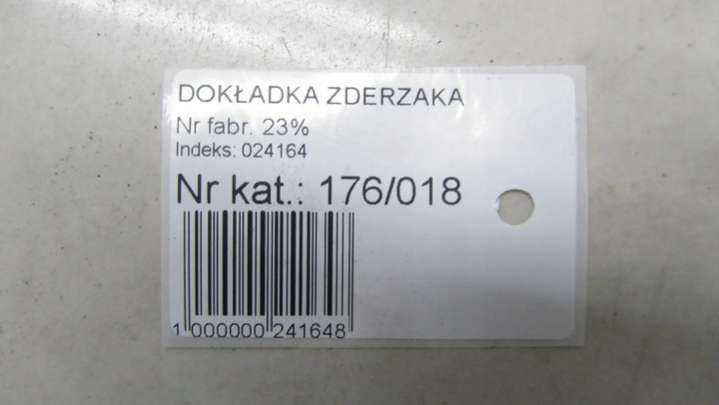 DOKŁADKA ZDERZAKA
Nr fabr. 23%
Indeks: 024164
Nr kat.: 176/018
1 000000 241648